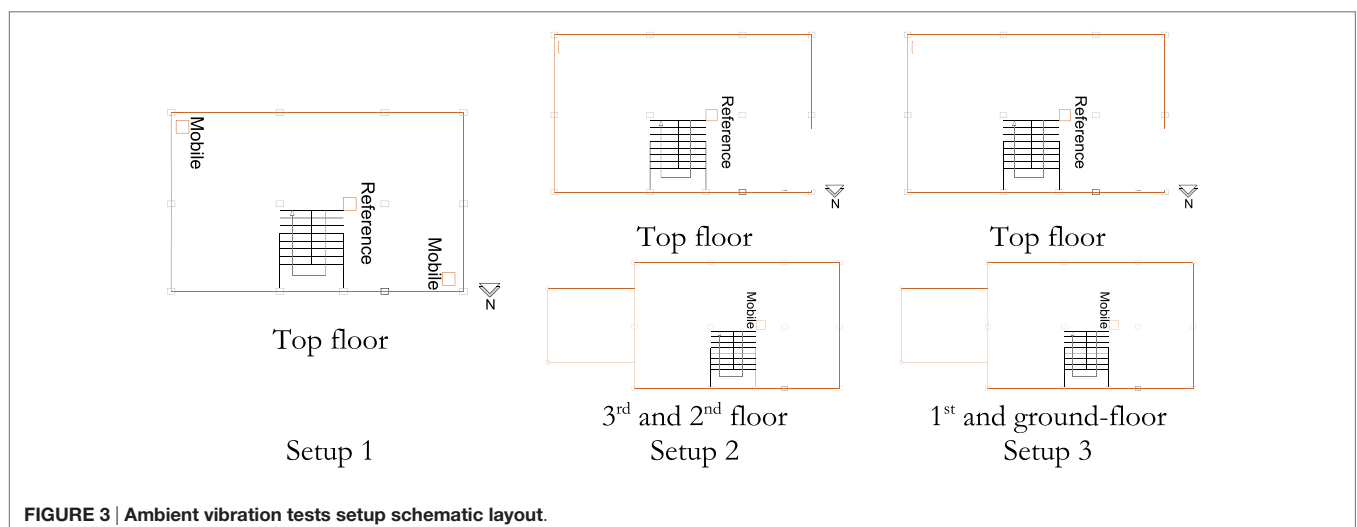 Mobile
Reference
Mobile
N
Top floor
Setup 1
Reference
N
Top floor
Mobile
3rd and 2nd floor
Setup 2
Reference
N
Top floor
Mobile
1st and ground-floor
Setup 3
FIGURE 3 | Ambient vibration tests setup schematic layout.